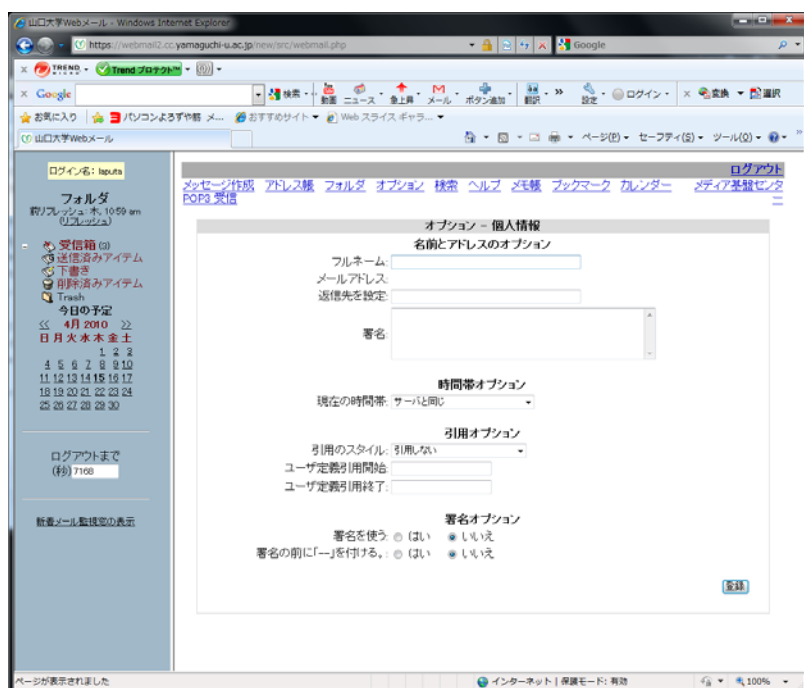 山口大学Webメール - Windows Internet Explorer
https://webmail2.cc.yamaguchi-u.ac.jp/new/src/webmail.php
Google
TREND MICRO
Trend プロテクト™
Google
検索
動画 ニュース 急上昇 メール ボタン追加 翻訳
» 設定 ログイン
変換 選択
お気に入り
パソコンよろずや暦 メ...
おすすめサイト
Web スライス ギャラ...
山口大学Webメール
ページ(P) セーフティ(S) ツール(O)
ログイン名: laputa
フォルダ
前リフレッシュ: 木, 10:59 am
(リフレッシュ)
受信箱 (3)
送信済みアイテム
下書き
削除済みアイテム
Trash
今日の予定
<< 4月 2010 >>
日 月 火 水 木 金 土
1 2 3
4 5 6 7 8 9 10
11 12 13 14 15 16 17
18 19 20 21 22 23 24
25 26 27 28 29 30
ログアウトまで
(秒) 7168
新着メール監視窓の表示
ログアウト
メッセージ作成 アドレス帳 フォルダ オプション 検索 ヘルプ メモ帳 ブックマーク カレンダー メディア基盤センター
POP3 受信
オプション - 個人情報
名前とアドレスのオプション
フルネーム:
メールアドレス:
返信先を設定:
署名:
時間帯オプション
現在の時間帯: サーバと同じ
引用オプション
引用のスタイル: 引用しない
ユーザ定義引用開始:
ユーザ定義引用終了:
署名オプション
署名を使う: はい いいえ
署名の前に「--」を付ける。: はい いいえ
登録
ページが表示されました
インターネット | 保護モード: 有効
100%